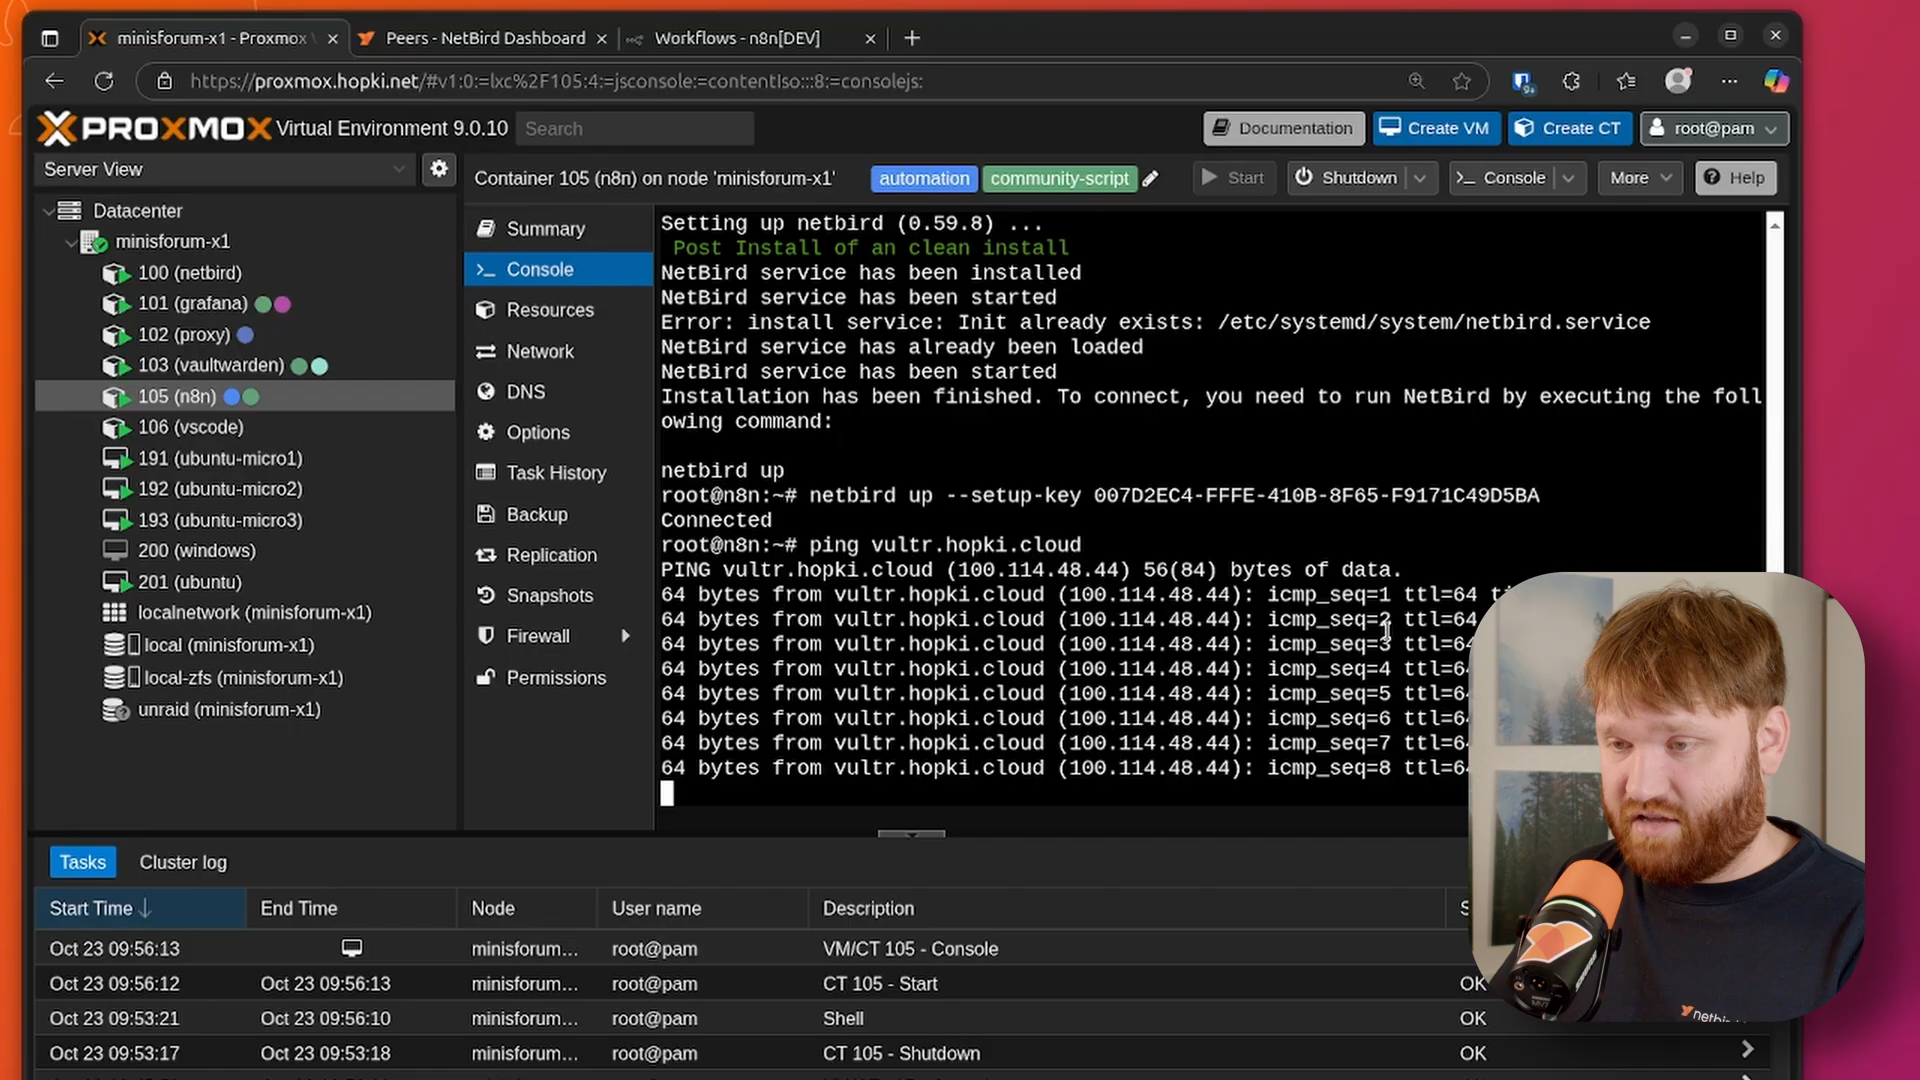 minisforum-x1 - Proxmox
Peers - NetBird Dashboard
Workflows - n8n[DEV]
https://proxmox.hopki.net/#v1:0:=lxc%2F105:4:=jsconsole:=contentIso:::8:=consolejs:
PROXMOX Virtual Environment 9.0.10
Search
Documentation
Create VM
Create CT
root@pam
Server View
Container 105 (n8n) on node 'minisforum-x1'
automation
community-script
Start
Shutdown
Console
More
Help
Datacenter
minisforum-x1
100 (netbird)
101 (grafana)
102 (proxy)
103 (vaultwarden)
105 (n8n)
106 (vscode)
191 (ubuntu-micro1)
192 (ubuntu-micro2)
193 (ubuntu-micro3)
200 (windows)
201 (ubuntu)
localnetwork (minisforum-x1)
local (minisforum-x1)
local-zfs (minisforum-x1)
unraid (minisforum-x1)
Summary
Console
Resources
Network
DNS
Options
Task History
Backup
Replication
Snapshots
Firewall
Permissions
Setting up netbird (0.59.8) ...
Post Install of an clean install
NetBird service has been installed
NetBird service has been started
Error: install service: Init already exists: /etc/systemd/system/netbird.service
NetBird service has already been loaded
NetBird service has been started
Installation has been finished. To connect, you need to run NetBird by executing the foll
owing command:
netbird up
root@n8n:~# netbird up --setup-key 007D2EC4-FFFE-410B-8F65-F9171C49D5BA
Connected
root@n8n:~# ping vultr.hopki.cloud
PING vultr.hopki.cloud (100.114.48.44) 56(84) bytes of data.
64 bytes from vultr.hopki.cloud (100.114.48.44): icmp_seq=1 ttl=64
64 bytes from vultr.hopki.cloud (100.114.48.44): icmp_seq=2 ttl=64
64 bytes from vultr.hopki.cloud (100.114.48.44): icmp_seq=3 ttl=64
64 bytes from vultr.hopki.cloud (100.114.48.44): icmp_seq=4 ttl=64
64 bytes from vultr.hopki.cloud (100.114.48.44): icmp_seq=5 ttl=64
64 bytes from vultr.hopki.cloud (100.114.48.44): icmp_seq=6 ttl=64
64 bytes from vultr.hopki.cloud (100.114.48.44): icmp_seq=7 ttl=6
64 bytes from vultr.hopki.cloud (100.114.48.44): icmp_seq=8 ttl=6
Tasks
Cluster log
Start Time End Time Node User name Description
Oct 23 09:56:13 minisforum... root@pam VM/CT 105 - Console
Oct 23 09:56:12 Oct 23 09:56:13 minisforum... root@pam CT 105 - Start OK
Oct 23 09:53:21 Oct 23 09:56:10 minisforum... root@pam Shell OK
Oct 23 09:53:17 Oct 23 09:53:18 minisforum... root@pam CT 105 - Shutdown OK